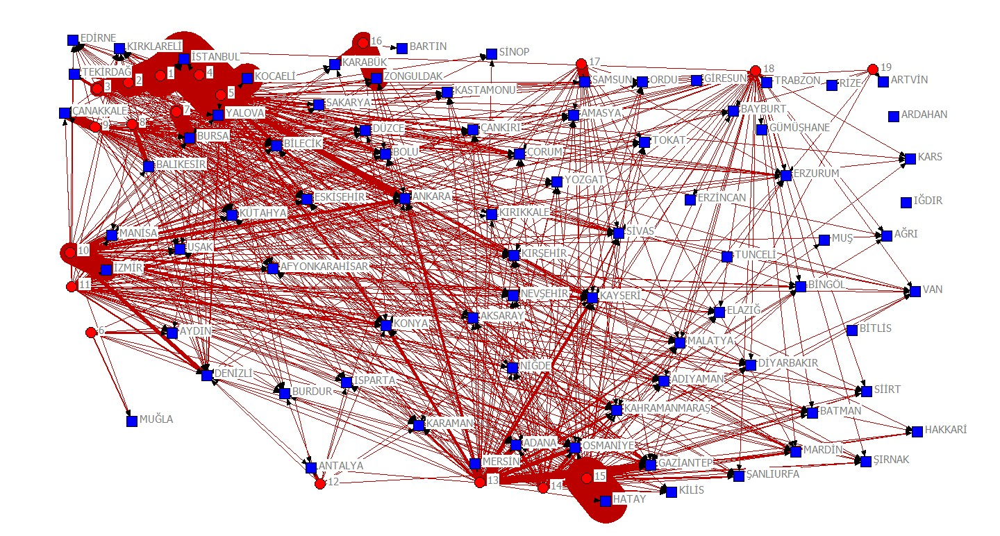 EDİRNE
KIRKLARELİ
16
BARTIN
SİNOP
İSTANBUL
KARABÜK
17
18
19
TEKİRDAĞ
1
4
KOCAELİ
ZONGULDAK
SAMSUN
ORDU
GİRESUN
TRABZON
RİZE
ARTVİN
2
3
5
KASTAMONU
SAKARYA
AMASYA
BAYBURT
ARDAHAN
ÇANAKKALE
7
YALOVA
9
8
BURSA
DÜZCE
ÇANKIRI
GÜMÜŞHANE
BİLECİK
BOLU
ÇORUM
TOKAT
KARS
BALIKESİR
ERZURUM
YOZGAT
ESKİŞEHİR
ANKARA
ERZİNCAN
IĞDIR
KÜTAHYA
KIRIKKALE
MANİSA
SİVAS
MUŞ
AĞRI
10
UŞAK
KIRŞEHİR
TUNCELİ
İZMİR
AFYONKARAHİSAR
11
NEVŞEHİR
KAYSERİ
BİNGÖL
VAN
ELAZIĞ
AKSARAY
KONYA
6
AYDIN
BİTLİS
MALATYA
NİĞDE
DİYARBAKIR
DENİZLİ
ISPARTA
ADIYAMAN
BURDUR
SİİRT
KAHRAMANMARAŞ
BATMAN
MUĞLA
KARAMAN
HAKKARİ
ADANA
OSMANİYE
MARDİN
MERSİN
GAZİANTEP
ŞIRNAK
ANTALYA
ŞANLIURFA
12
13
14
15
KİLİS
HATAY